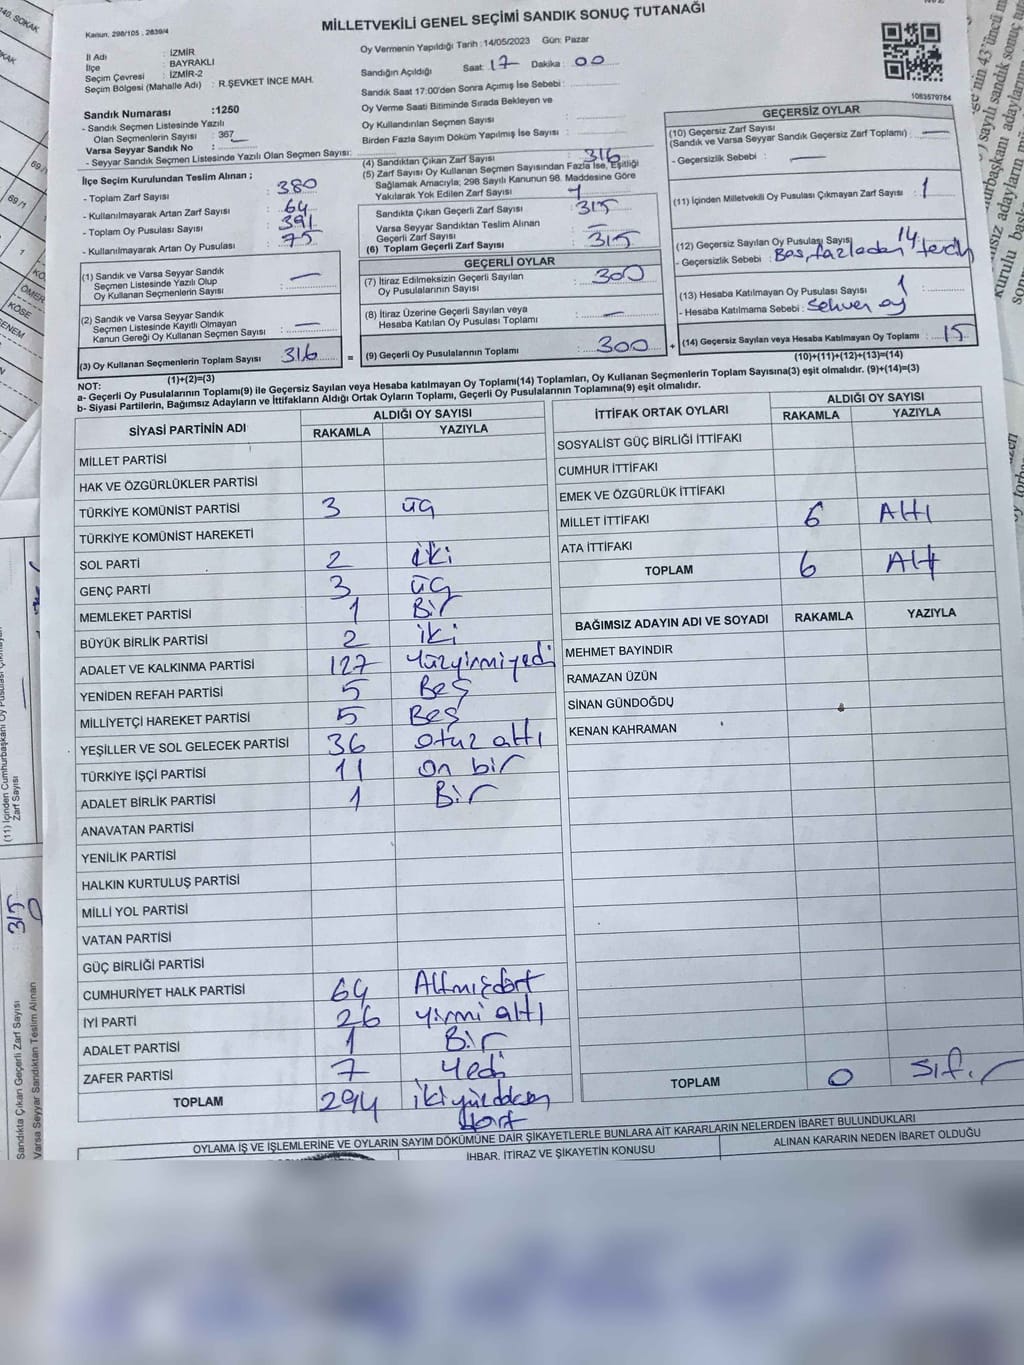 MİLLETVEKİLİ GENEL SEÇİMİ SANDIK SONUÇ TUTANAĞI
Kanun, 298/105 , 2839/4
İl Adı : İZMİR
İlçe : BAYRAKLI
Seçim Çevresi : İZMİR-2
Seçim Bölgesi (Mahalle Adı) : R.ŞEVKET İNCE MAH.
Sandık Numarası :1250
- Sandık Seçmen Listesinde Yazılı
Olan Seçmenlerin Sayısı : 367
Varsa Seyyar Sandık No :
- Seyyar Sandık Seçmen Listesinde Yazılı Olan Seçmen Sayısı:
İlçe Seçim Kurulundan Teslim Alınan ;
- Toplam Zarf Sayısı : 380
- Kullanılmayarak Artan Zarf Sayısı : 64
- Toplam Oy Pusulası Sayısı : 391
- Kullanılmayarak Artan Oy Pusulası : 75
(1) Sandık ve Varsa Seyyar Sandık
Seçmen Listesinde Yazılı Olup
Oy Kullanan Seçmenlerin Sayısı : —
(2) Sandık ve Varsa Seyyar Sandık
Seçmen Listesinde Kayıtlı Olmayan
Kanun Gereği Oy Kullanan Seçmen Sayısı : —
(3) Oy Kullanan Seçmenlerin Toplam Sayısı 316
(1)+(2)=(3)
Oy Vermenin Yapıldığı Tarih : 14/05/2023 Gün: Pazar
Sandığın Açıldığı Saat: 17 Dakika: 00
Sandık Saat 17:00'den Sonra Açımış İse Sebebi :
Oy Verme Saati Bitiminde Sırada Bekleyen ve
Oy Kullandırılan Seçmen Sayısı :
Birden Fazla Sayım Döküm Yapılmış İse Sayısı :
(4) Sandıktan Çıkan Zarf Sayısı : 316
(5) Zarf Sayısı Oy Kullanan Seçmen Sayısından Fazla İse, Eşitliği
Sağlamak Amacıyla; 298 Sayılı Kanunun 98. Maddesine Göre
Yakılarak Yok Edilen Zarf Sayısı : 1
Sandıkta Çıkan Geçerli Zarf Sayısı : 315
Varsa Seyyar Sandıktan Teslim Alınan
Geçerli Zarf Sayısı : —
(6) Toplam Geçerli Zarf Sayısı : 315
GEÇERLİ OYLAR
(7) İtiraz Edilmeksizin Geçerli Sayılan
Oy Pusulalarının Sayısı : 300
(8) İtiraz Üzerine Geçerli Sayılan veya
Hesaba Katılan Oy Pusulası Toplamı : —
= (9) Geçerli Oy Pusulalarının Toplamı : 300
1083579784
GEÇERSİZ OYLAR
(10) Geçersiz Zarf Sayısı
(Sandık ve Varsa Seyyar Sandık Geçersiz Zarf Toplamı) : —
- Geçersizlik Sebebi : —
(11) İçinden Milletvekili Oy Pusulası Çıkmayan Zarf Sayısı : 1
(12) Geçersiz Sayılan Oy Pusulası Sayısı : 14
- Geçersizlik Sebebi : Boş, fazladan tercih
(13) Hesaba Katılmayan Oy Pusulası Sayısı : 1
- Hesaba Katılmama Sebebi : Sehven oy
+ (14) Geçersiz Sayılan veya Hesaba Katılmayan Oy Toplamı : 15
(10)+(11)+(12)+(13)=(14)
NOT:
a- Geçerli Oy Pusulalarının Toplamı(9) ile Geçersiz Sayılan veya Hesaba katılmayan Oy Toplamı(14) Toplamları, Oy Kullanan Seçmenlerin Toplam Sayısına(3) eşit olmalıdır. (9)+(14)=(3)
b- Siyasi Partilerin, Bağımsız Adayların ve İttifakların Aldığı Ortak Oyların Toplamı, Geçerli Oy Pusulalarının Toplamına(9) eşit olmalıdır.
SİYASİ PARTİNİN ADI ALDIĞI OY SAYISI
RAKAMLA YAZIYLA
MİLLET PARTİSİ
HAK VE ÖZGÜRLÜKLER PARTİSİ
TÜRKİYE KOMÜNİST PARTİSİ 3 üç
TÜRKİYE KOMÜNİST HAREKETİ
SOL PARTİ 2 iki
GENÇ PARTİ 3 üç
MEMLEKET PARTİSİ 1 Bir
BÜYÜK BİRLİK PARTİSİ 2 iki
ADALET VE KALKINMA PARTİSİ 127 Yüzyirmiyedi
YENİDEN REFAH PARTİSİ 5 Beş
MİLLİYETÇİ HAREKET PARTİSİ 5 Beş
YEŞİLLER VE SOL GELECEK PARTİSİ 36 otuz altı
TÜRKİYE İŞÇİ PARTİSİ 11 on bir
ADALET BİRLİK PARTİSİ 1 Bir
ANAVATAN PARTİSİ
YENİLİK PARTİSİ
HALKIN KURTULUŞ PARTİSİ
MİLLİ YOL PARTİSİ
VATAN PARTİSİ
GÜÇ BİRLİĞİ PARTİSİ
CUMHURİYET HALK PARTİSİ 64 Altmışdört
İYİ PARTİ 26 yirmi altı
ADALET PARTİSİ 1 Bir
ZAFER PARTİSİ 7 Yedi
TOPLAM 294
İTTİFAK ORTAK OYLARI ALDIĞI OY SAYISI
RAKAMLA YAZIYLA
SOSYALİST GÜÇ BİRLİĞİ İTTİFAKI
CUMHUR İTTİFAKI
EMEK VE ÖZGÜRLÜK İTTİFAKI
MİLLET İTTİFAKI 6 Altı
ATA İTTİFAKI
TOPLAM 6 Altı
BAĞIMSIZ ADAYIN ADI VE SOYADI RAKAMLA YAZIYLA
MEHMET BAYINDIR
RAMAZAN ÜZÜN
SİNAN GÜNDOĞDU
KENAN KAHRAMAN
TOPLAM 0 Sıfır
OYLAMA İŞ VE İŞLEMLERİNE VE OYLARIN SAYIM DÖKÜMÜNE DAİR ŞİKAYETLERLE BUNLARA AİT KARARLARIN NELERDEN İBARET BULUNDUKLARI
İHBAR, İTİRAZ VE ŞİKAYETİN KONUSU
ALINAN KARARIN NEDEN İBARET OLDUĞU
Zarf Sayısı
Sandıkta Çıkan Geçerli Zarf Sayısı : 315
Varsa Seyyar Sandıktan Teslim Alınan